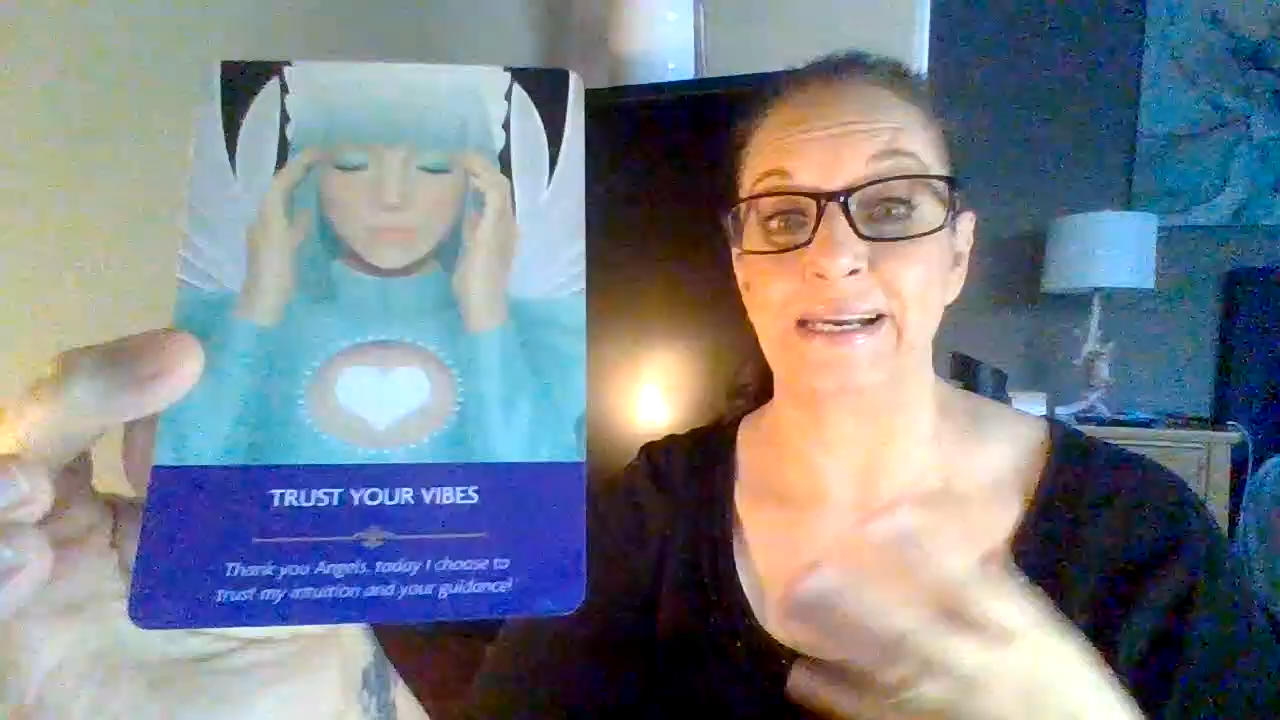 TRUST YOUR VIBES
Thank you Angels, today I choose to
trust my intuition and your guidance!